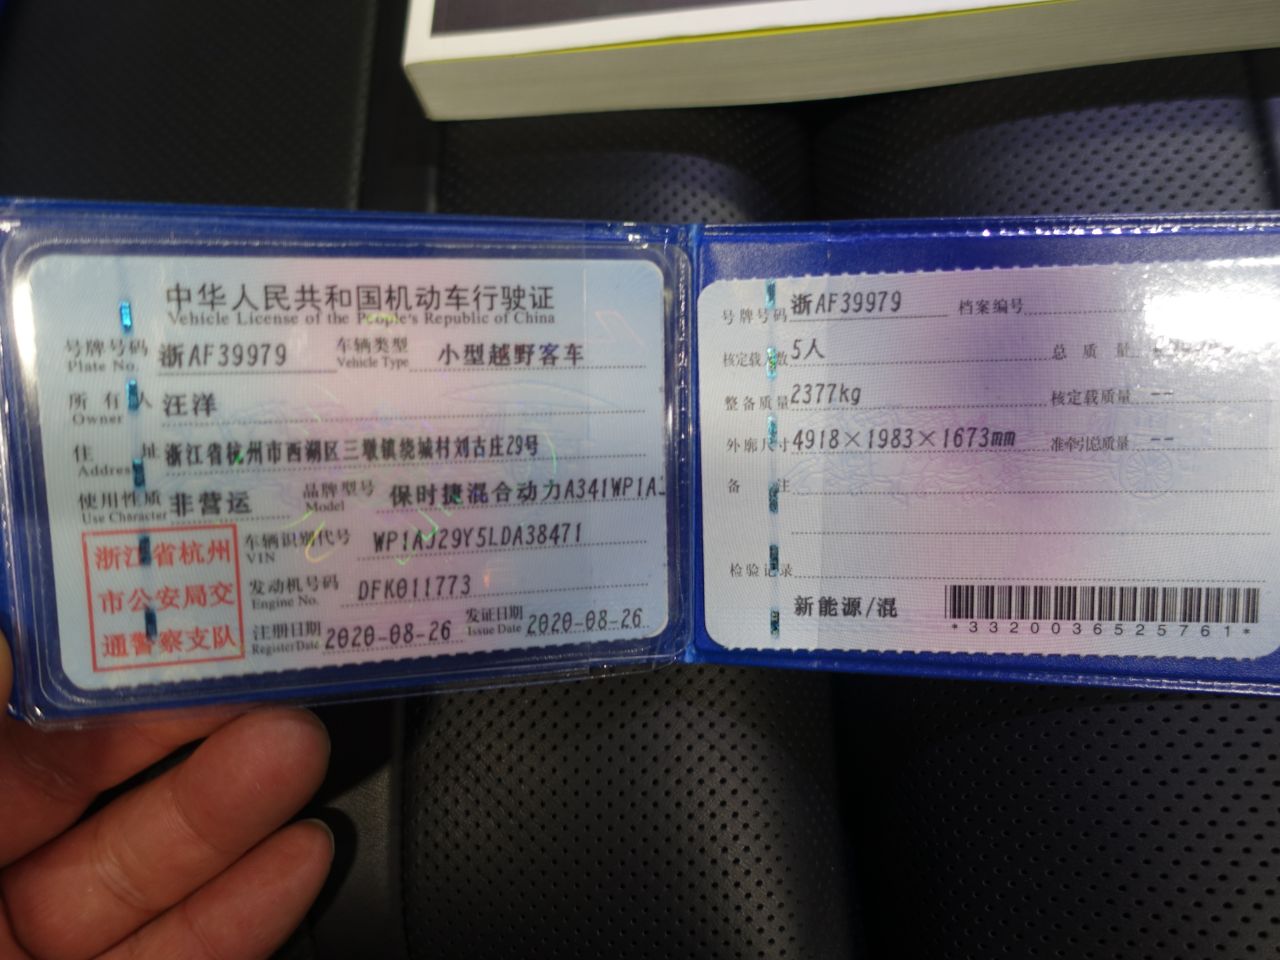 中华人民共和国机动车行驶证
Vehicle License of the People's Republic of China
号牌号码 浙AF39979 车辆类型 小型越野客车
Plate No. Vehicle Type
所有人 汪洋
Owner
住址 浙江省杭州市西湖区三墩镇绕城村刘古庄29号
Address
使用性质 非营运 品牌型号 保时捷混合动力A341WP1AJ
Use Character Model
浙江省杭州
市公安局交
通警察支队
车辆识别代号 WP1AJ29Y5LDA38471
VIN
发动机号码 DFK011773
Engine No.
注册日期 2020-08-26 发证日期 2020-08-26
Register Date Issue Date
号牌号码 浙AF39979 档案编号
核定载人数 5人 总质量
整备质量 2377kg 核定载质量 --
外廓尺寸 4918×1983×1673mm 准牵引总质量 --
备注
检验记录
新能源/混
*3320036525761*